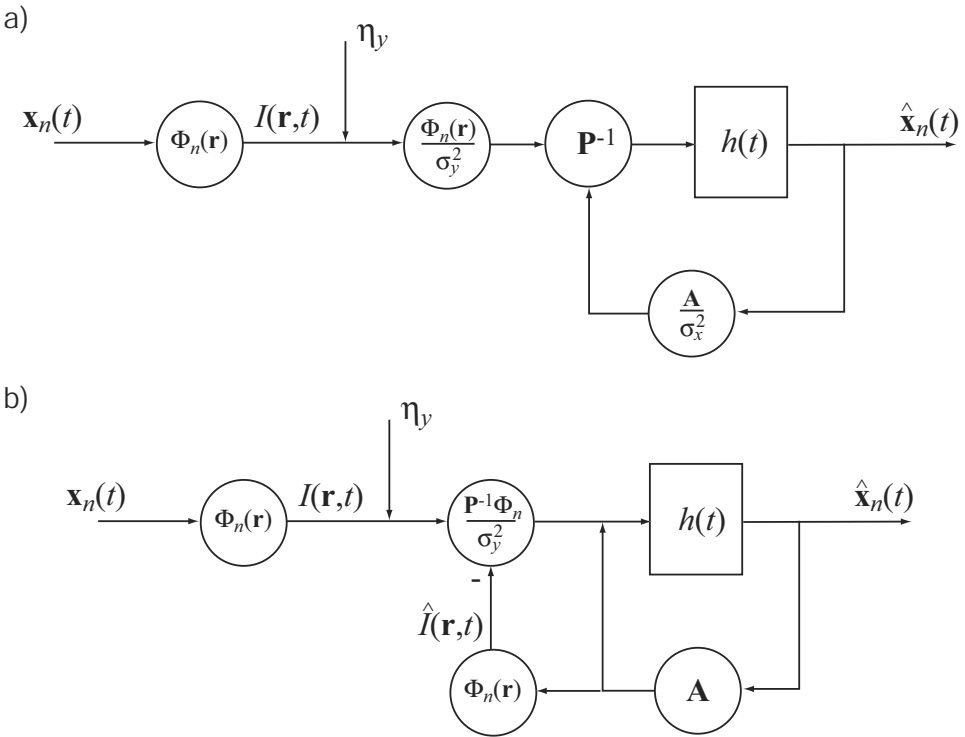 a)
η_y
x_n(t)
Φ_n(r)
I(r,t)
Φ_n(r)
σ_y^2
P^-1
h(t)
x̂_n(t)
A
σ_x^2
b)
η_y
x_n(t)
Φ_n(r)
I(r,t)
P^-1Φ_n
σ_y^2
h(t)
x̂_n(t)
-
Î(r,t)
Φ_n(r)
A